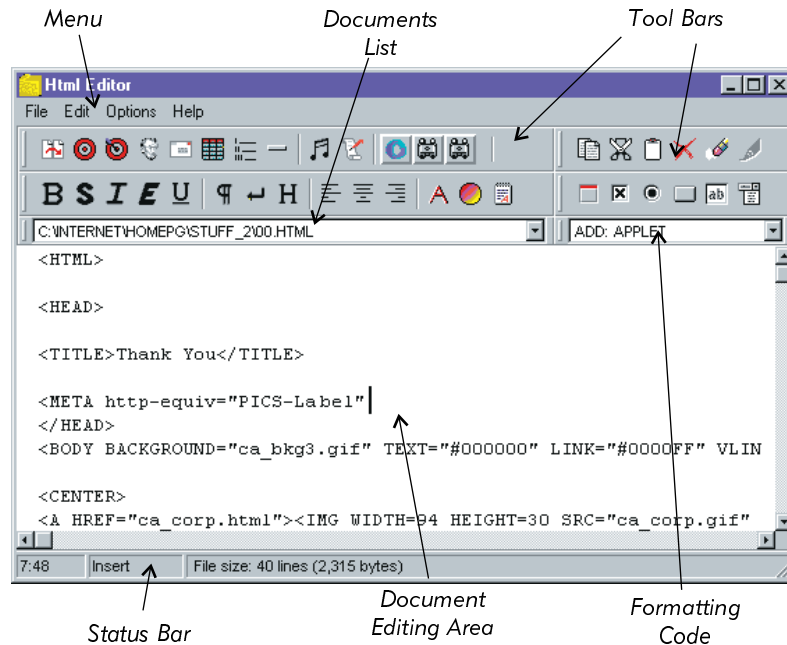 Menu
Documents
List
Tool Bars
Html Editor
File Edit Options Help
B S I E U ¶ H A ab
C:\INTERNET\HOMEPG\STUFF_2\00.HTML ADD: APPLET
<HTML>
<HEAD>
<TITLE>Thank You</TITLE>
<META http-equiv="PICS-Label"
</HEAD>
<BODY BACKGROUND="ca_bkg3.gif" TEXT="#000000" LINK="#0000FF" VLIN
<CENTER>
<A HREF="ca_corp.html"><IMG WIDTH=94 HEIGHT=30 SRC="ca_corp.gif"
7:48 Insert File size: 40 lines (2,315 bytes)
Status Bar
Document
Editing Area
Formatting
Code